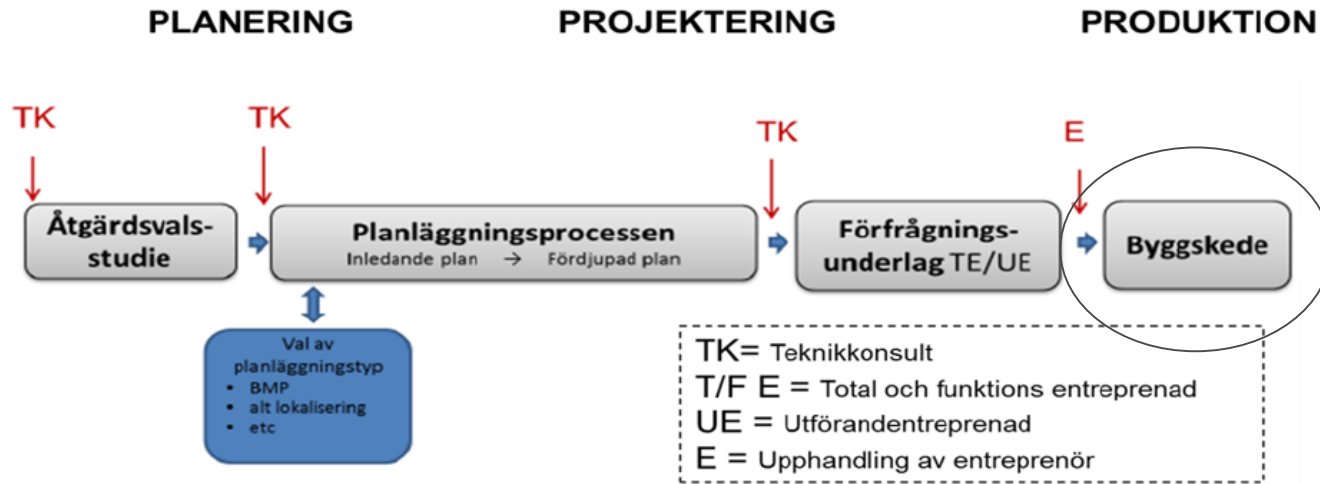 PLANERING
PROJEKTERING
PRODUKTION
TK
TK
TK
E
Åtgärdsvals-
studie
Planläggningsprocessen
Inledande plan → Fördjupad plan
Förfrågnings-
underlag TE/UE
Byggskede
Val av
planläggningstyp
• BMP
• alt lokalisering
• etc
TK= Teknikkonsult
T/F E = Total och funktions entreprenad
UE = Utförandentreprenad
E = Upphandling av entreprenör